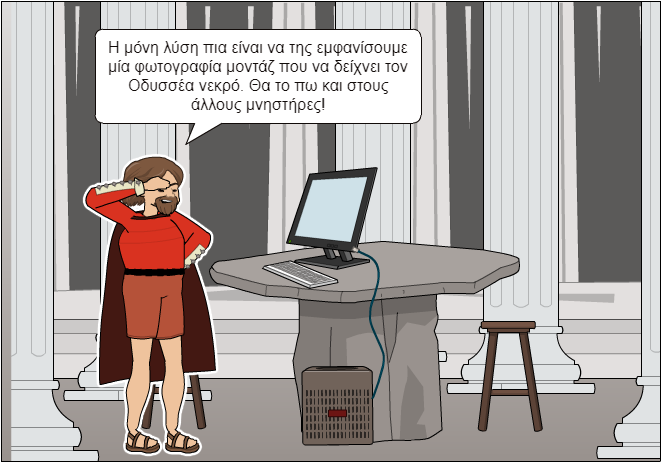 Η μόνη λύση πια είναι να της εμφανίσουμε
μία φωτογραφία μοντάζ που να δείχνει τον
Οδυσσέα νεκρό. Θα το πω και στους
άλλους μνηστήρες!